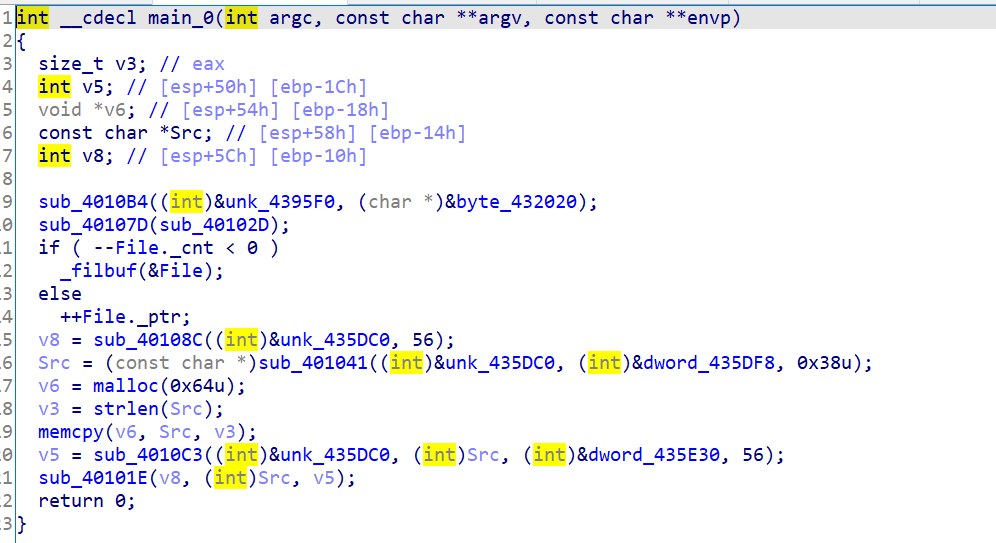 1 int __cdecl main_0(int argc, const char **argv, const char **envp)
2 {
3   size_t v3; // eax
4   int v5; // [esp+50h] [ebp-1Ch]
5   void *v6; // [esp+54h] [ebp-18h]
6   const char *Src; // [esp+58h] [ebp-14h]
7   int v8; // [esp+5Ch] [ebp-10h]
8
9   sub_4010B4((int)&unk_4395F0, (char *)&byte_432020);
0   sub_40107D(sub_40102D);
1   if ( --File._cnt < 0 )
2     _filbuf(&File);
3   else
4     ++File._ptr;
5   v8 = sub_40108C((int)&unk_435DC0, 56);
6   Src = (const char *)sub_401041((int)&unk_435DC0, (int)&dword_435DF8, 0x38u);
7   v6 = malloc(0x64u);
8   v3 = strlen(Src);
9   memcpy(v6, Src, v3);
0   v5 = sub_4010C3((int)&unk_435DC0, (int)Src, (int)&dword_435E30, 56);
1   sub_40101E(v8, (int)Src, v5);
2   return 0;
3 }